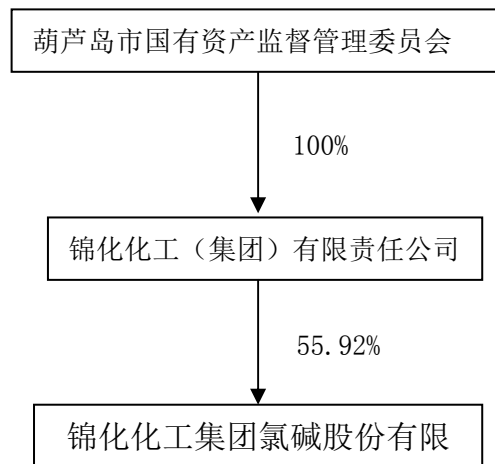 葫芦岛市国有资产监督管理委员会
100%
锦化化工（集团）有限责任公司
55.92%
锦化化工集团氯碱股份有限